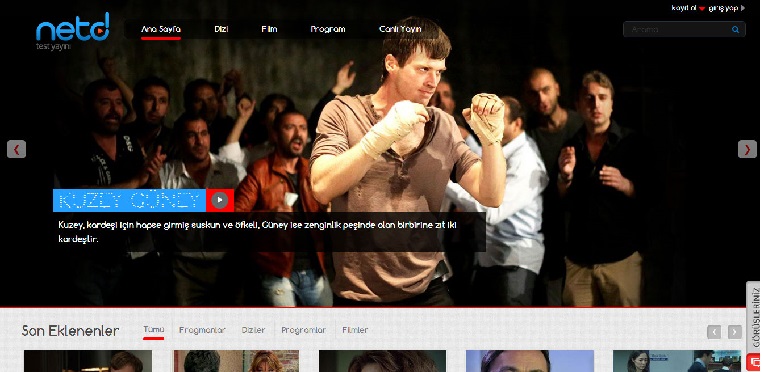 kayıt ol giriş yap
netd
test yayını
Ana Sayfa Dizi Film Program Canlı Yayın
Arama
KUZEY GÜNEY
Kuzey, kardeşi için hapse girmiş suskun ve öfkeli, Güney ise zenginlik peşinde olan birbirine zıt iki
kardeştir.
GÖRÜŞLERİNİZ
Son Eklenenler Tümü Fragmanlar Diziler Programlar Filmler